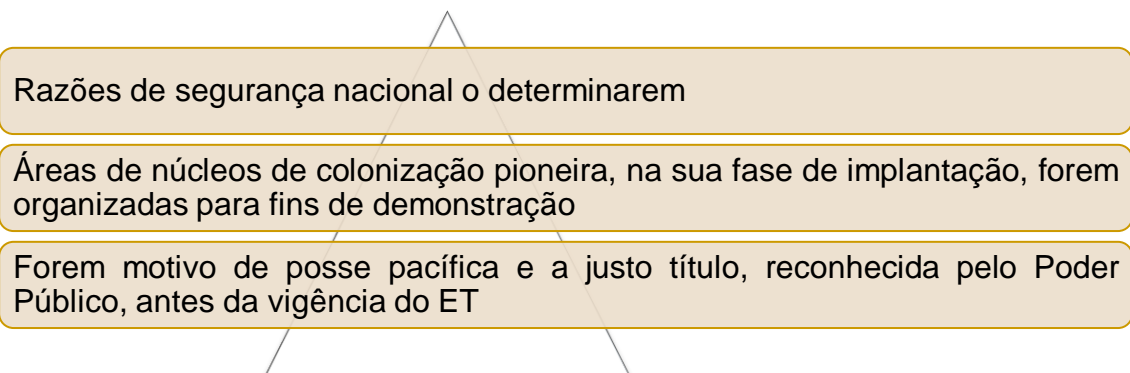 Razões de segurança nacional o determinarem
Áreas de núcleos de colonização pioneira, na sua fase de implantação, forem
organizadas para fins de demonstração
Forem motivo de posse pacífica e a justo título, reconhecida pelo Poder
Público, antes da vigência do ET